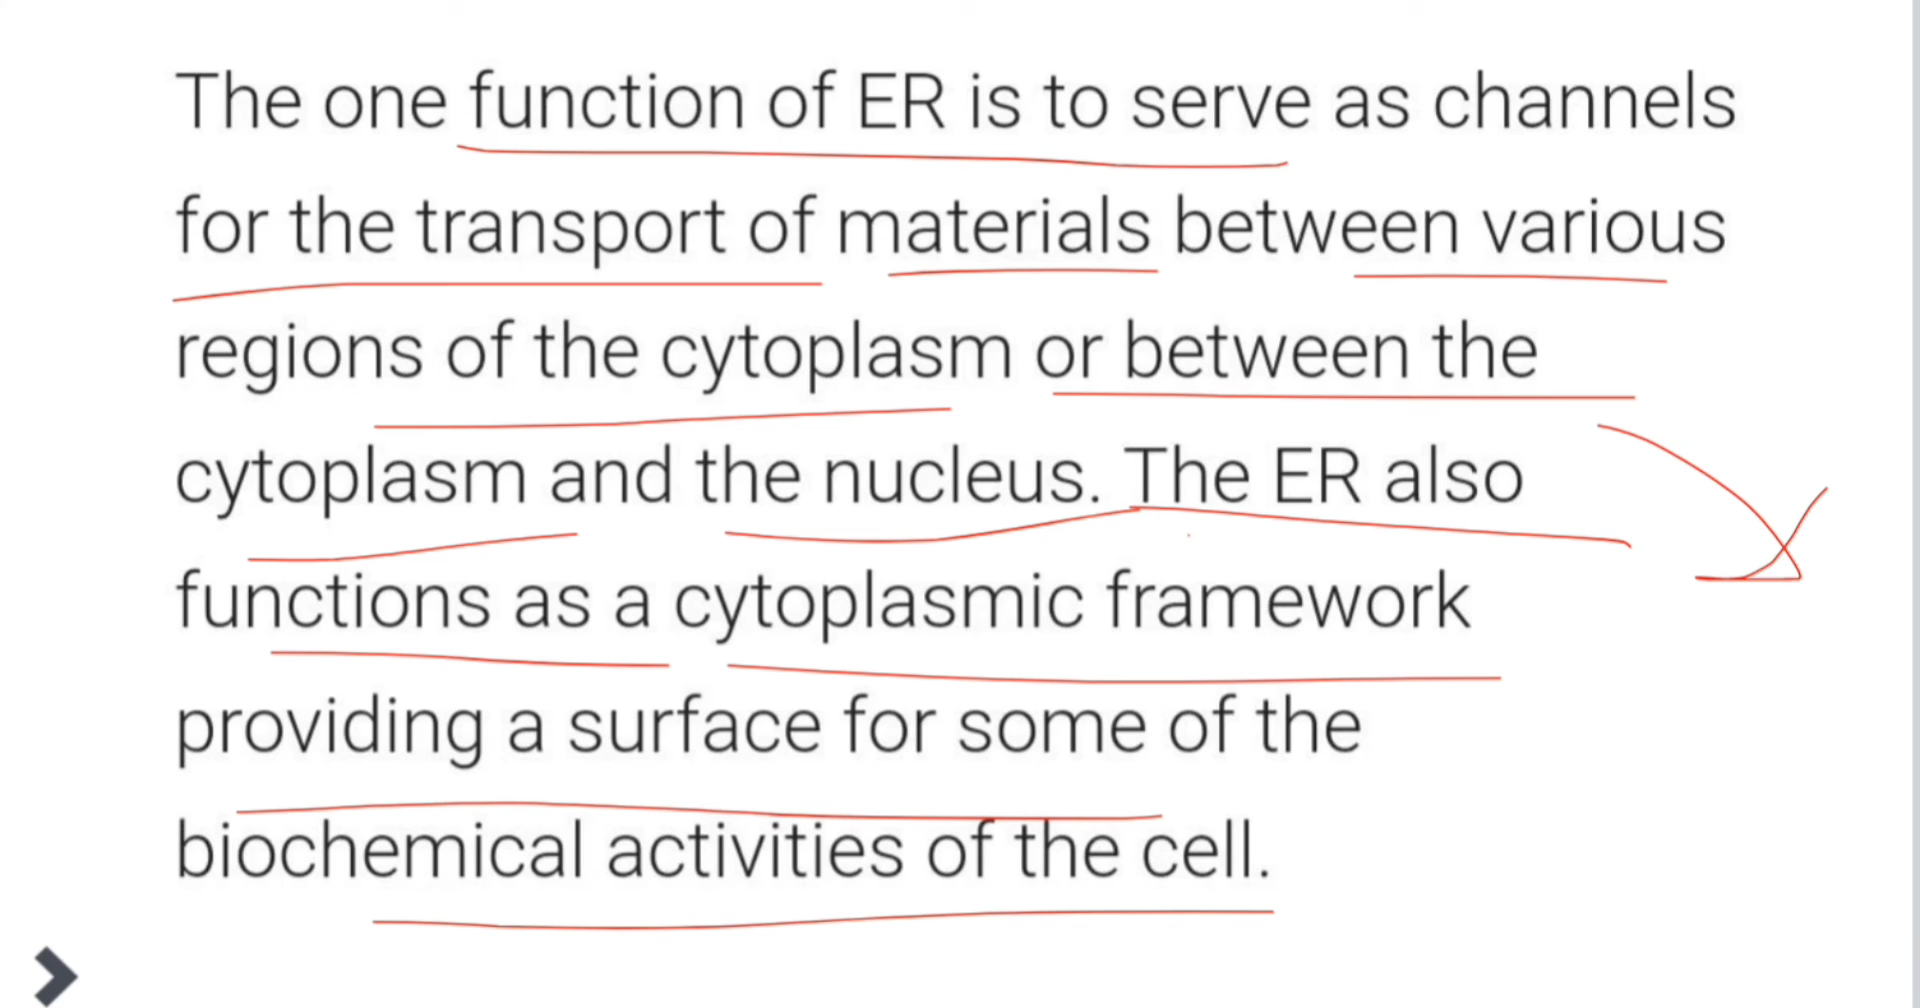 The one function of ER is to serve as channels
for the transport of materials between various
regions of the cytoplasm or between the
cytoplasm and the nucleus. The ER also
functions as a cytoplasmic framework
providing a surface for some of the
biochemical activities of the cell.